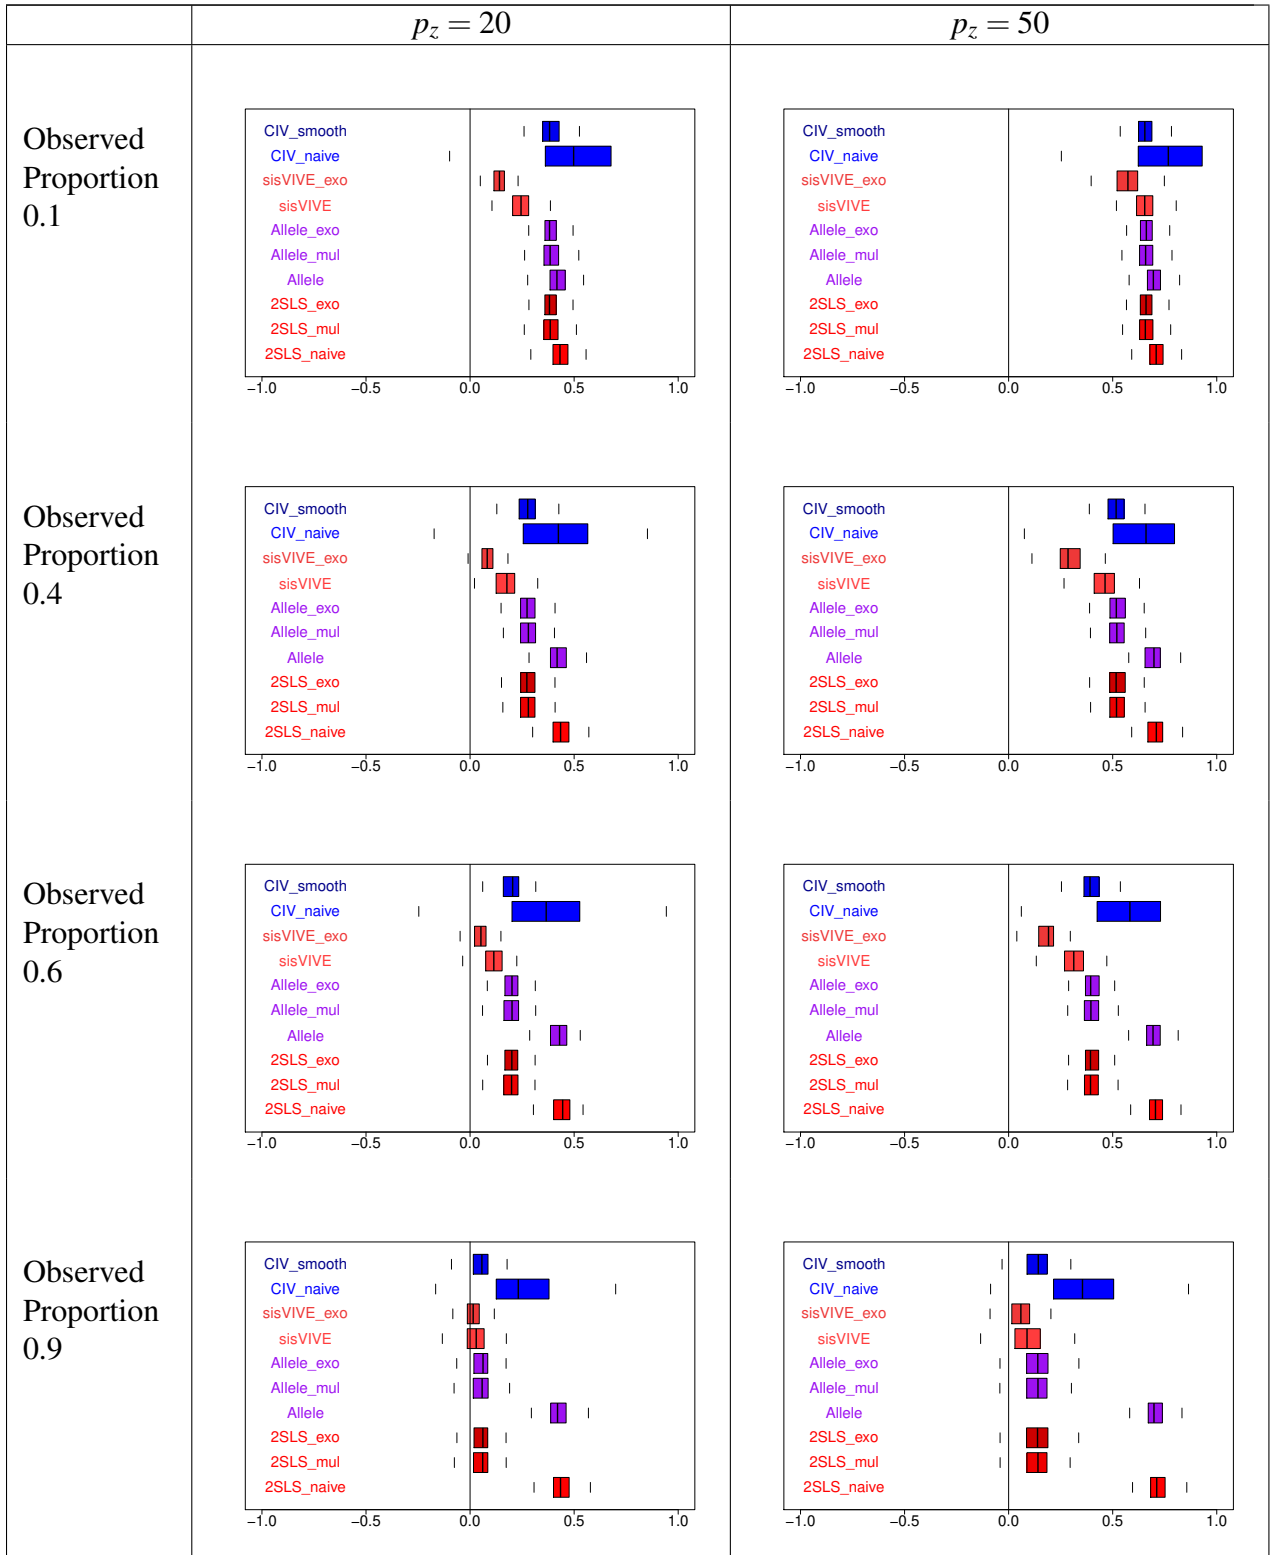 p_z = 20
p_z = 50
Observed
Proportion
0.1
CIV_smooth
CIV_naive
sisVIVE_exo
sisVIVE
Allele_exo
Allele_mul
Allele
2SLS_exo
2SLS_mul
2SLS_naive
−1.0 −0.5 0.0 0.5 1.0
CIV_smooth
CIV_naive
sisVIVE_exo
sisVIVE
Allele_exo
Allele_mul
Allele
2SLS_exo
2SLS_mul
2SLS_naive
−1.0 −0.5 0.0 0.5 1.0
Observed
Proportion
0.4
CIV_smooth
CIV_naive
sisVIVE_exo
sisVIVE
Allele_exo
Allele_mul
Allele
2SLS_exo
2SLS_mul
2SLS_naive
−1.0 −0.5 0.0 0.5 1.0
CIV_smooth
CIV_naive
sisVIVE_exo
sisVIVE
Allele_exo
Allele_mul
Allele
2SLS_exo
2SLS_mul
2SLS_naive
−1.0 −0.5 0.0 0.5 1.0
Observed
Proportion
0.6
CIV_smooth
CIV_naive
sisVIVE_exo
sisVIVE
Allele_exo
Allele_mul
Allele
2SLS_exo
2SLS_mul
2SLS_naive
−1.0 −0.5 0.0 0.5 1.0
CIV_smooth
CIV_naive
sisVIVE_exo
sisVIVE
Allele_exo
Allele_mul
Allele
2SLS_exo
2SLS_mul
2SLS_naive
−1.0 −0.5 0.0 0.5 1.0
Observed
Proportion
0.9
CIV_smooth
CIV_naive
sisVIVE_exo
sisVIVE
Allele_exo
Allele_mul
Allele
2SLS_exo
2SLS_mul
2SLS_naive
−1.0 −0.5 0.0 0.5 1.0
CIV_smooth
CIV_naive
sisVIVE_exo
sisVIVE
Allele_exo
Allele_mul
Allele
2SLS_exo
2SLS_mul
2SLS_naive
−1.0 −0.5 0.0 0.5 1.0